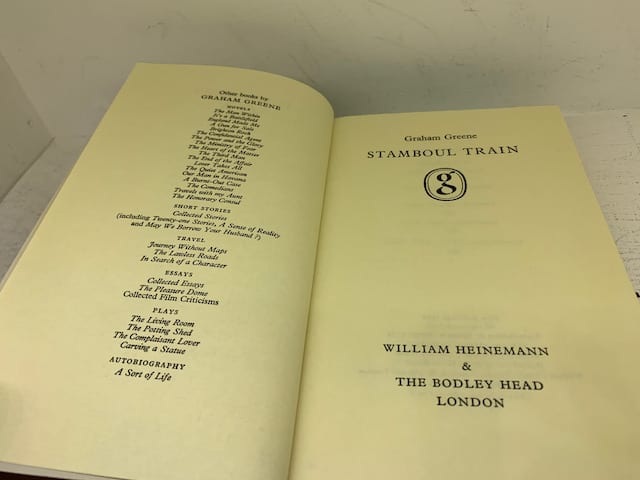 Other books by
GRAHAM GREENE
NOVELS
The Man Within
It's a Battlefield
England Made Me
A Gun for Sale
Brighton Rock
The Confidential Agent
The Power and the Glory
The Ministry of Fear
The Heart of the Matter
The Third Man
The End of the Affair
Loser Takes All
The Quiet American
Our Man in Havana
A Burnt-Out Case
The Comedians
Travels with my Aunt
The Honorary Consul
SHORT STORIES
Collected Stories
(including Twenty-one Stories, A Sense of Reality
and May We Borrow Your Husband?)
TRAVEL
Journey Without Maps
The Lawless Roads
In Search of a Character
ESSAYS
Collected Essays
The Pleasure Dome
Collected Film Criticisms
PLAYS
The Living Room
The Potting Shed
The Complaisant Lover
Carving a Statue
AUTOBIOGRAPHY
A Sort of Life
Graham Greene
STAMBOUL TRAIN
g
WILLIAM HEINEMANN
&
THE BODLEY HEAD
LONDON